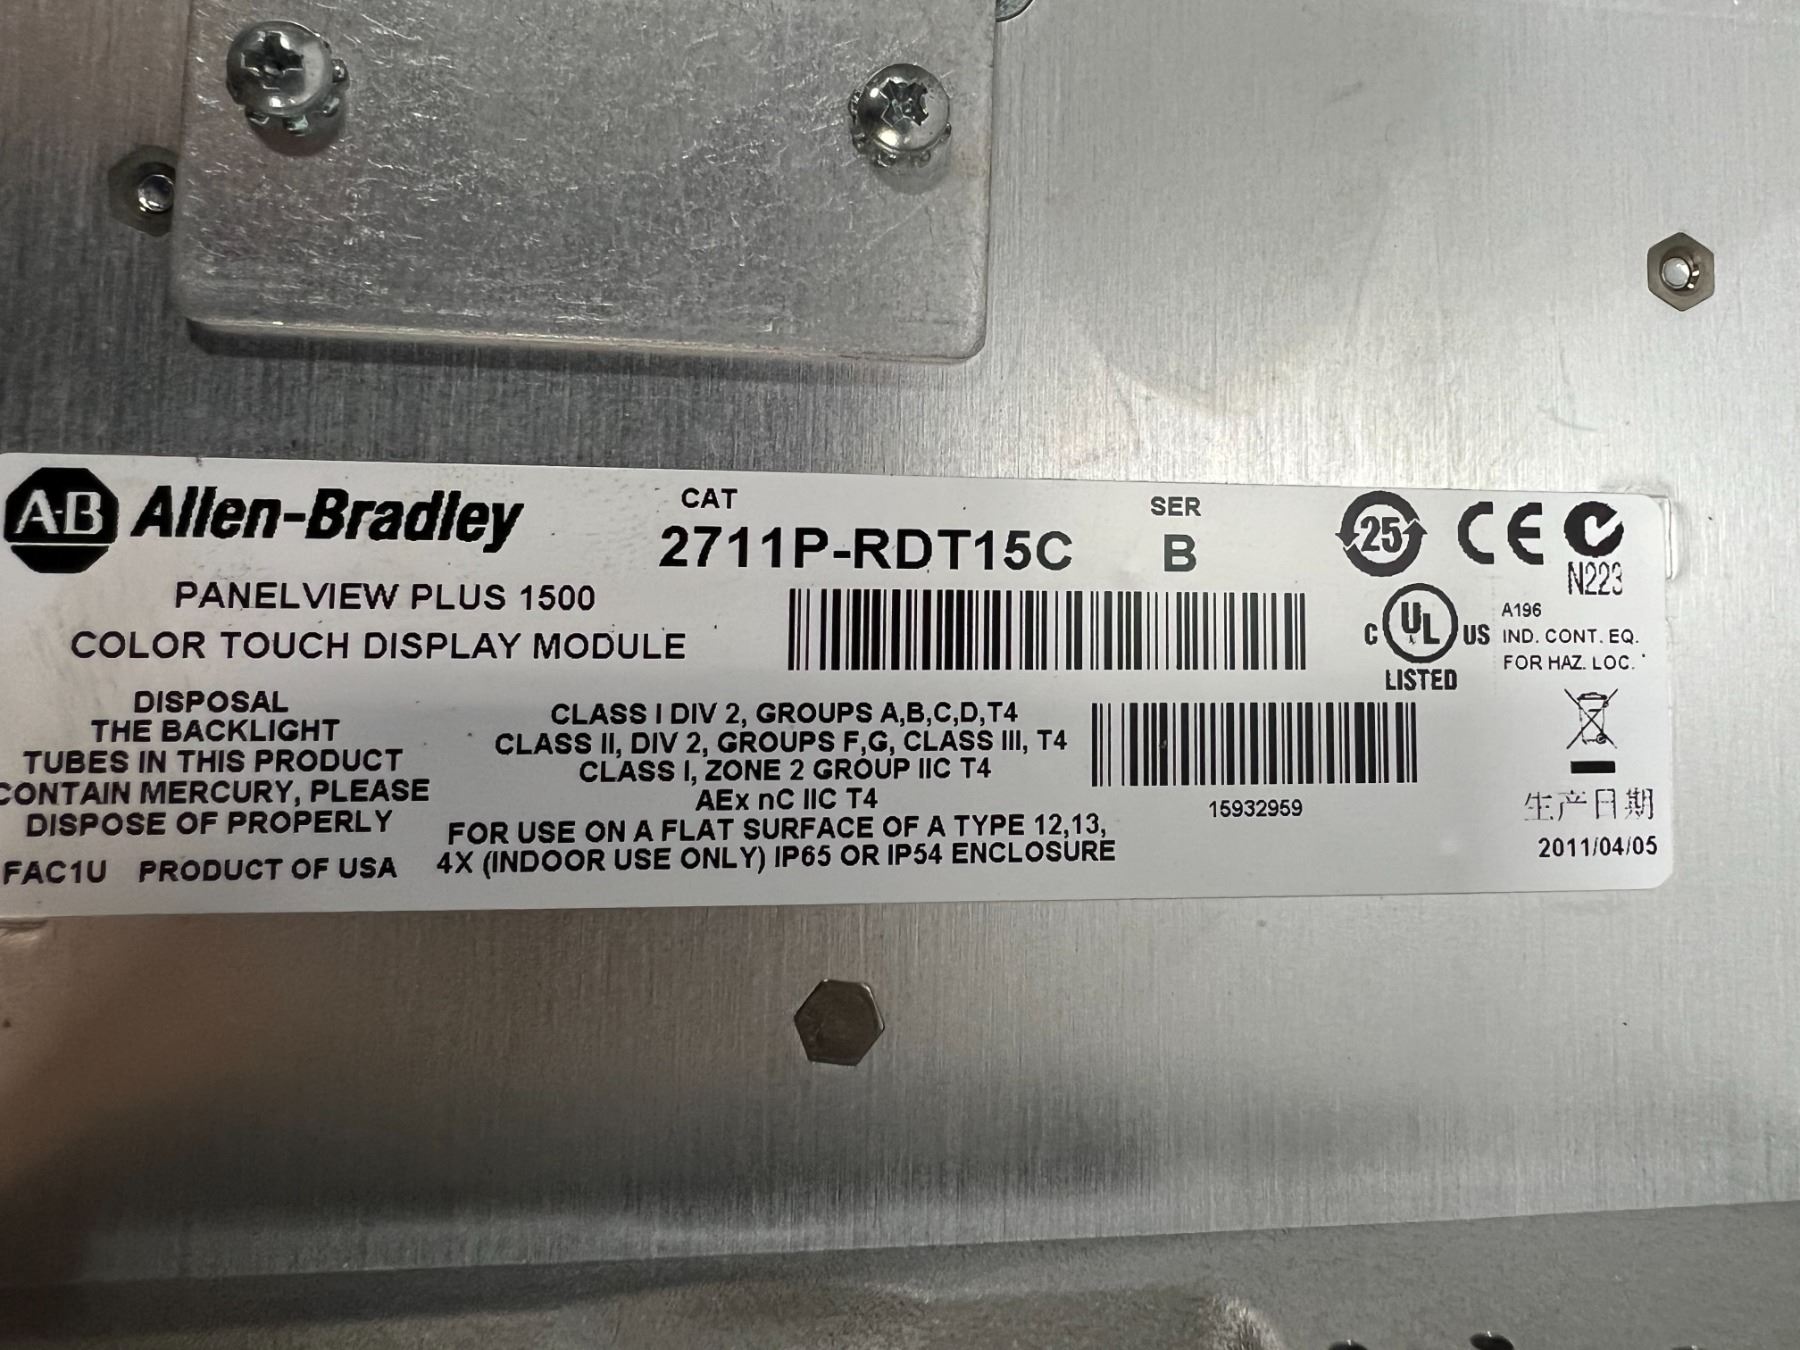 A-B Allen-Bradley
CAT
SER
2711P-RDT15C
B
25
CE
N223
PANELVIEW PLUS 1500
COLOR TOUCH DISPLAY MODULE
C UL US
LISTED
A196
IND. CONT. EQ.
FOR HAZ. LOC.
DISPOSAL
THE BACKLIGHT
TUBES IN THIS PRODUCT
CONTAIN MERCURY, PLEASE
DISPOSE OF PROPERLY
FAC1U PRODUCT OF USA
CLASS I DIV 2, GROUPS A,B,C,D,T4
CLASS II, DIV 2, GROUPS F,G, CLASS III, T4
CLASS I, ZONE 2 GROUP IIC T4
AEx nC IIC T4
FOR USE ON A FLAT SURFACE OF A TYPE 12,13,
4X (INDOOR USE ONLY) IP65 OR IP54 ENCLOSURE
15932959
生产日期
2011/04/05